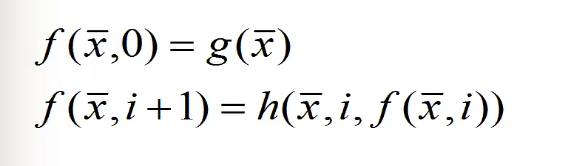 f(x̅,0) = g(x̅)
f(x̅,i+1) = h(x̅,i,f(x̅,i))